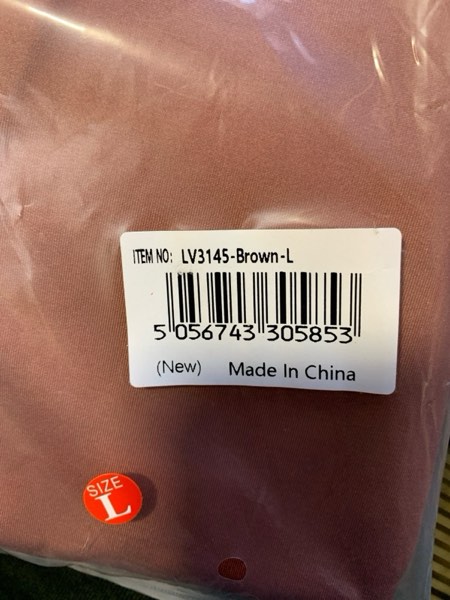 ITEM NO: LV3145-Brown-L
5 056743 305853
(New) Made In China
SIZE
L